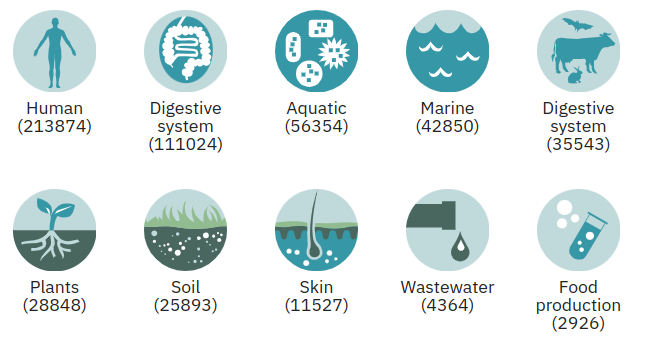 Human
(213874)
Digestive
system
(111024)
Aquatic
(56354)
Marine
(42850)
Digestive
system
(35543)
Plants
(28848)
Soil
(25893)
Skin
(11527)
Wastewater
(4364)
Food
production
(2926)